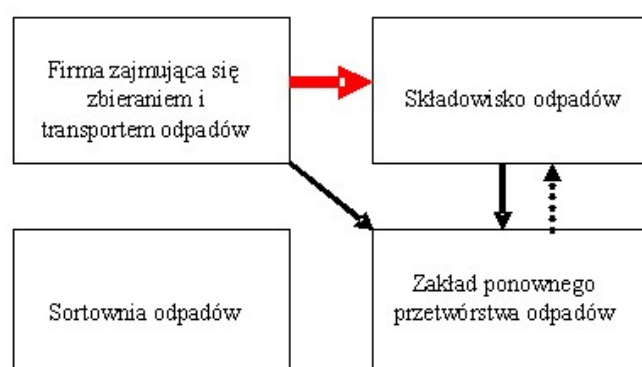 Firma zajmująca się
zbieraniem i
transportem odpadów
Składowisko odpadów
Sortownia odpadów
Zakład ponownego
przetwórstwa odpadów